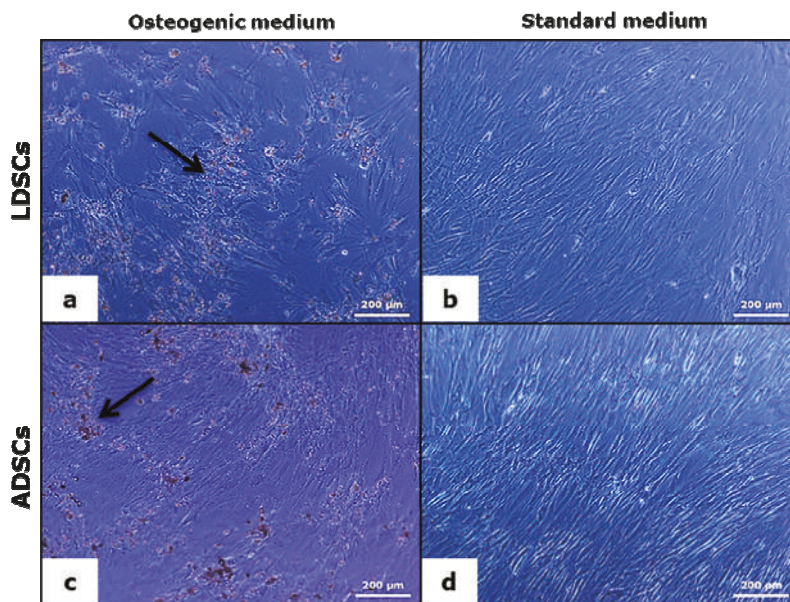 Osteogenic medium
Standard medium
LDSCs
a
200 µm
b
200 µm
ADSCs
c
200 µm
d
200 µm